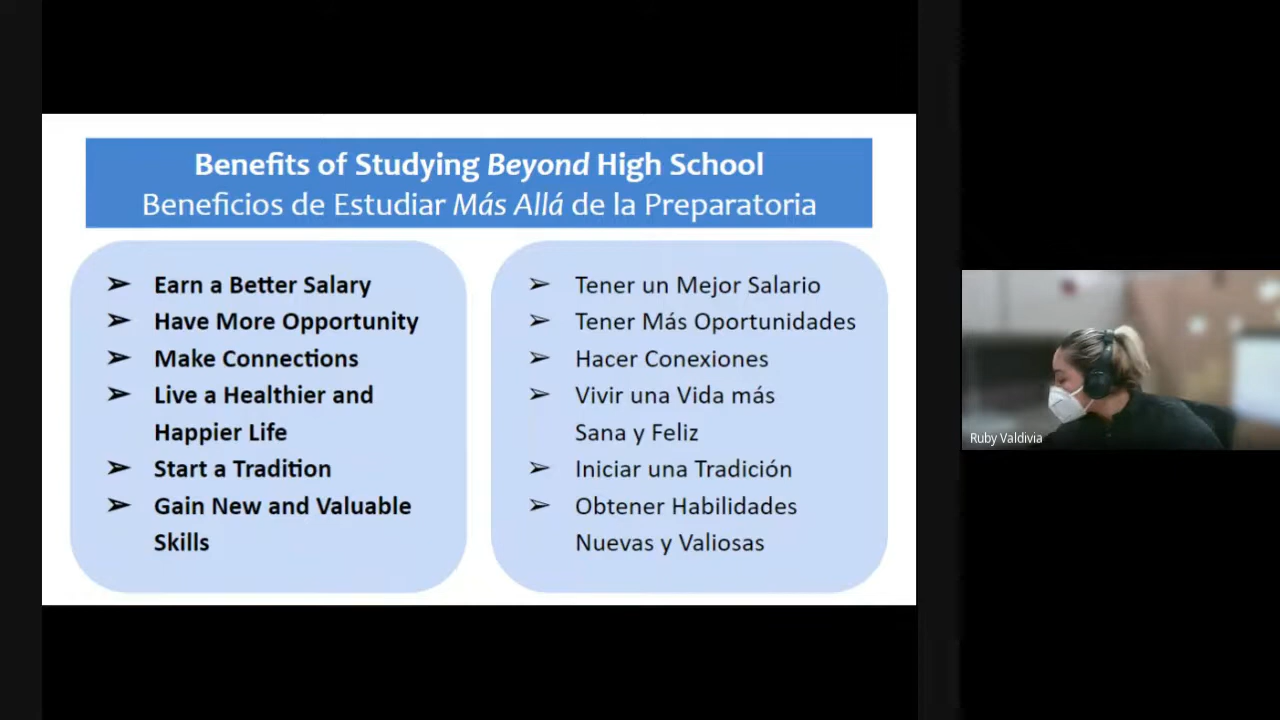 Benefits of Studying Beyond High School
Beneficios de Estudiar Más Allá de la Preparatoria
➢ Earn a Better Salary
➢ Have More Opportunity
➢ Make Connections
➢ Live a Healthier and
Happier Life
➢ Start a Tradition
➢ Gain New and Valuable
Skills
➢ Tener un Mejor Salario
➢ Tener Más Oportunidades
➢ Hacer Conexiones
➢ Vivir una Vida más
Sana y Feliz
➢ Iniciar una Tradición
➢ Obtener Habilidades
Nuevas y Valiosas
Ruby Valdivia